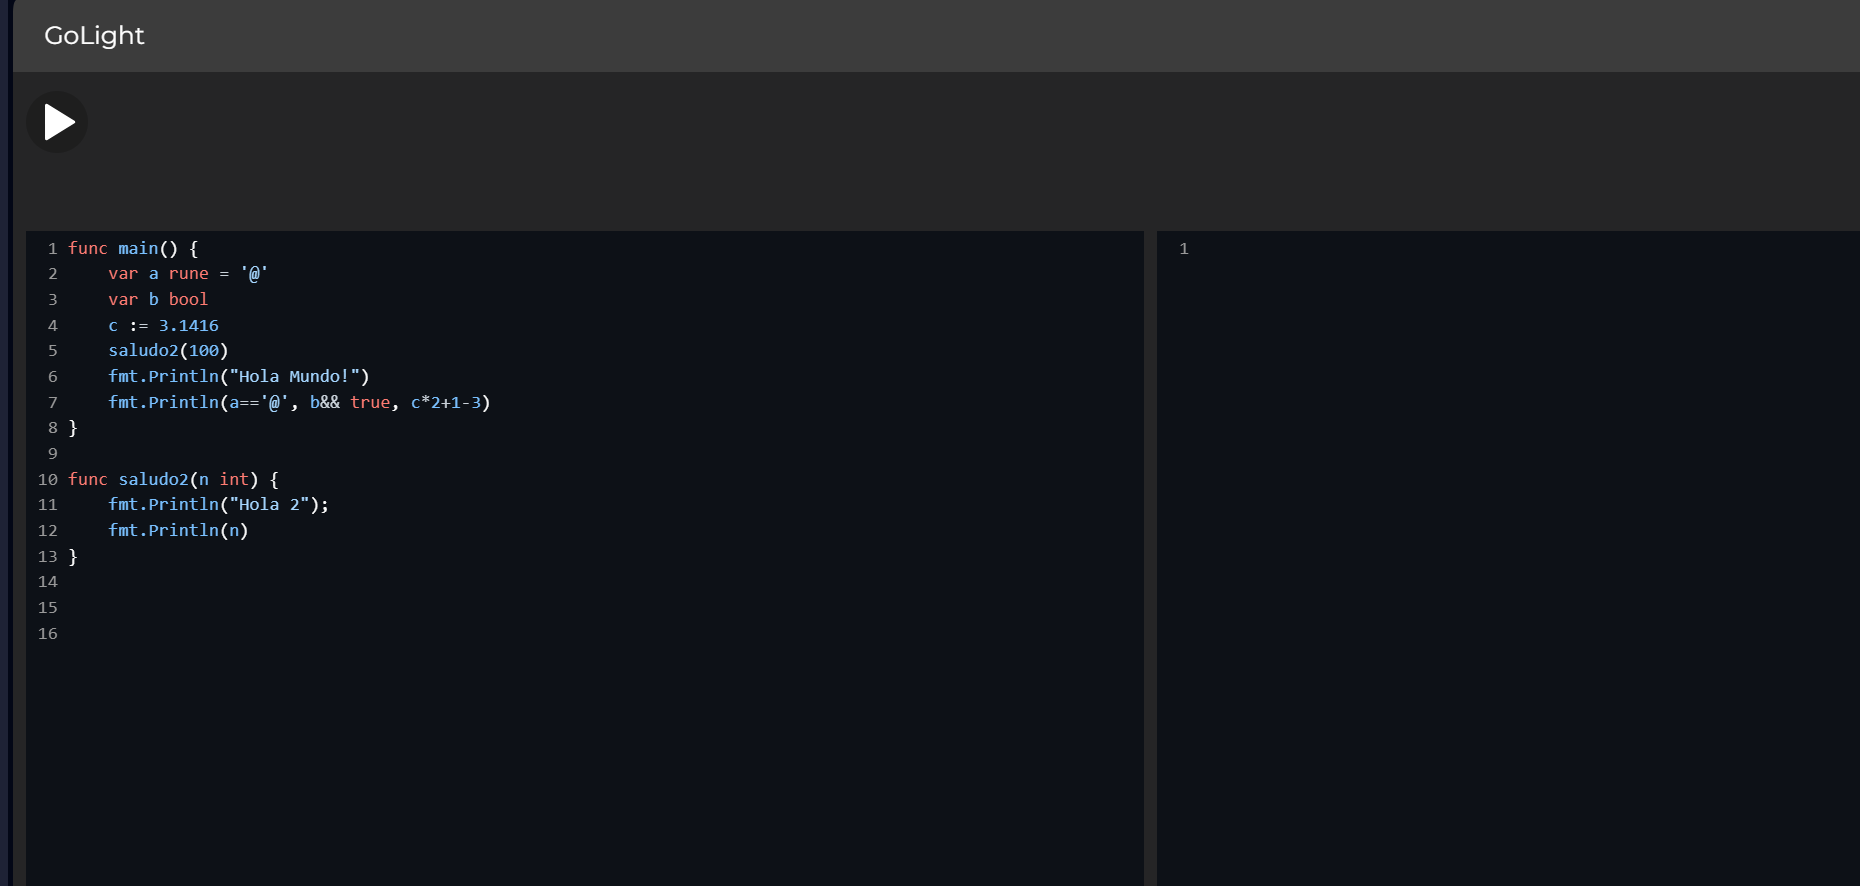 GoLight
1 func main() {
2     var a rune = '@'
3     var b bool
4     c := 3.1416
5     saludo2(100)
6     fmt.Println("Hola Mundo!")
7     fmt.Println(a=='@', b&& true, c*2+1-3)
8 }
9
10 func saludo2(n int) {
11     fmt.Println("Hola 2");
12     fmt.Println(n)
13 }
14
15
16
1